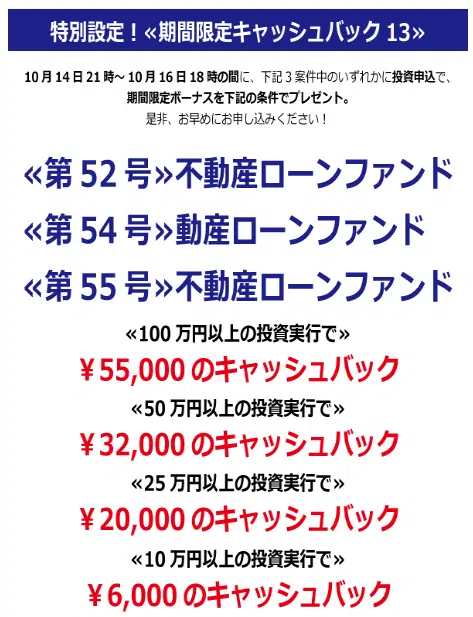 特別設定！≪期間限定キャッシュバック 13≫
10 月 14 日 21 時～ 10 月 16 日 18 時の間に、下記 3 案件中のいずれかに投資申込で、
期間限定ボーナスを下記の条件でプレゼント。
是非、お早めにお申し込みください！
≪第 52 号≫不動産ローンファンド
≪第 54 号≫動産ローンファンド
≪第 55 号≫不動産ローンファンド
≪100 万円以上の投資実行で≫
¥55,000 のキャッシュバック
≪50 万円以上の投資実行で≫
¥32,000 のキャッシュバック
≪25 万円以上の投資実行で≫
¥20,000 のキャッシュバック
≪10 万円以上の投資実行で≫
¥6,000 のキャッシュバック